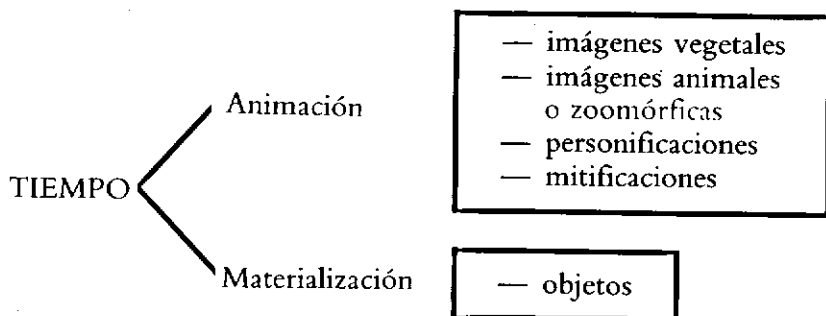 TIEMPO
Animación
— imágenes vegetales
— imágenes animales
o zoomórficas
— personificaciones
— mitificaciones
Materialización
— objetos